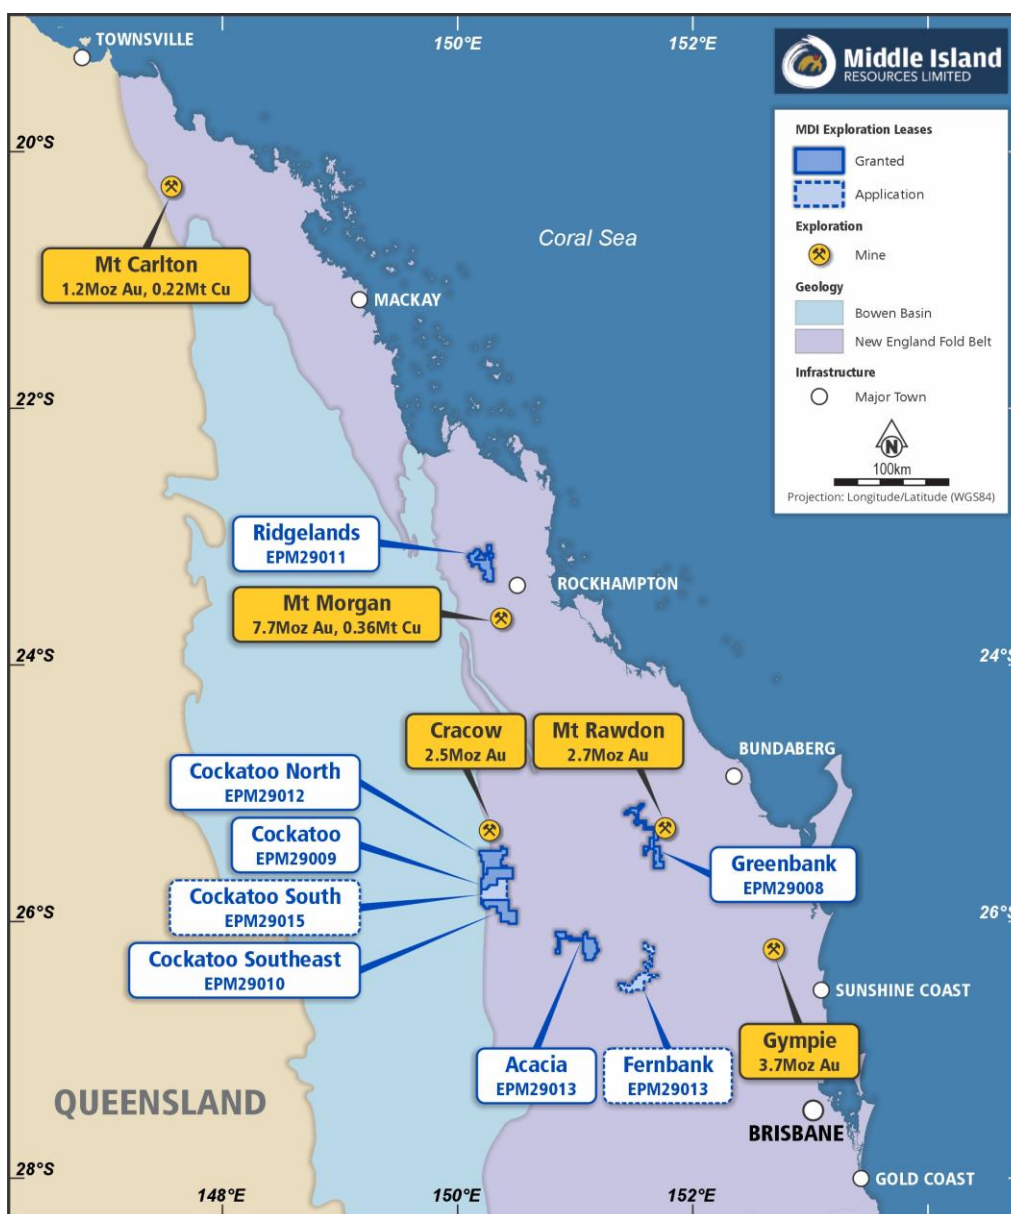 TOWNSVILLE
150°E
152°E
Middle Island
RESOURCES LIMITED
MDI Exploration Leases
Granted
Application
Exploration
Mine
Geology
Bowen Basin
New England Fold Belt
Infrastructure
Major Town
N
100km
Projection: Longitude/Latitude (WGS84)
20°S
Mt Carlton
1.2Moz Au, 0.22Mt Cu
Coral Sea
MACKAY
22°S
Ridgelands
EPM29011
ROCKHAMPTON
Mt Morgan
7.7Moz Au, 0.36Mt Cu
24°S
24°S
Cracow
2.5Moz Au
Mt Rawdon
2.7Moz Au
BUNDABERG
Cockatoo North
EPM29012
Cockatoo
EPM29009
Greenbank
EPM29008
Cockatoo South
EPM29015
26°S
26°S
Cockatoo Southeast
EPM29010
SUNSHINE COAST
Acacia
EPM29013
Fernbank
EPM29013
Gympie
3.7Moz Au
QUEENSLAND
BRISBANE
28°S
GOLD COAST
148°E
150°E
152°E